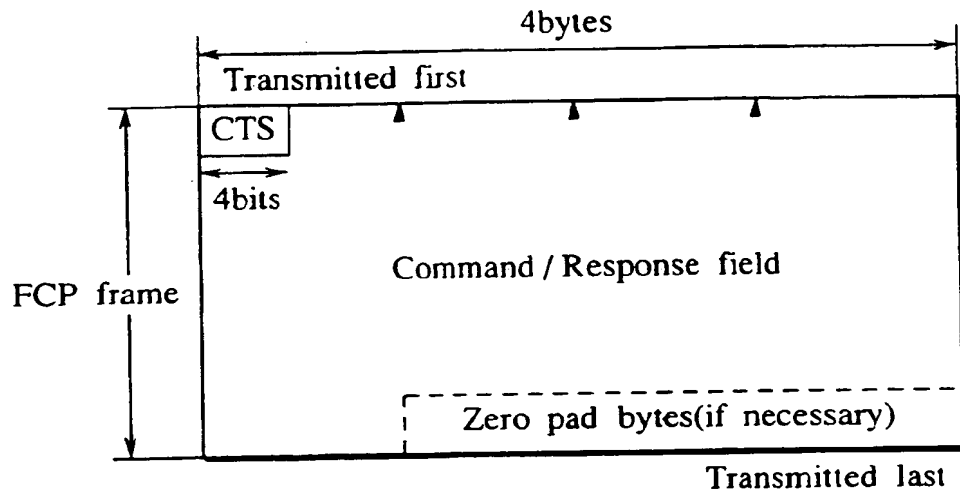 4bytes
Transmitted first
CTS
4bits
Command / Response field
FCP frame
Zero pad bytes(if necessary)
Transmitted last